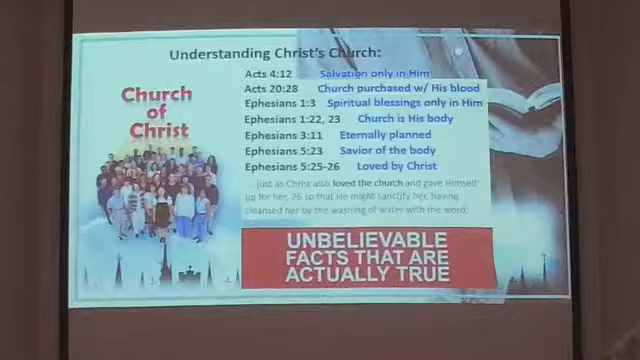 Understanding Christ's Church:
Acts 4:12 Salvation only in Him
Acts 20:28 Church purchased w/ His blood
Ephesians 1:3 Spiritual blessings only in Him
Ephesians 1:22, 23 Church is His body
Ephesians 3:11 Eternally planned
Ephesians 5:23 Savior of the body
Ephesians 5:25-26 Loved by Christ
... just as Christ also loved the church and gave Himself
up for her, 26 so that He might sanctify her, having
cleansed her by the washing of water with the word,
Church
of
Christ
UNBELIEVABLE
FACTS THAT ARE
ACTUALLY TRUE